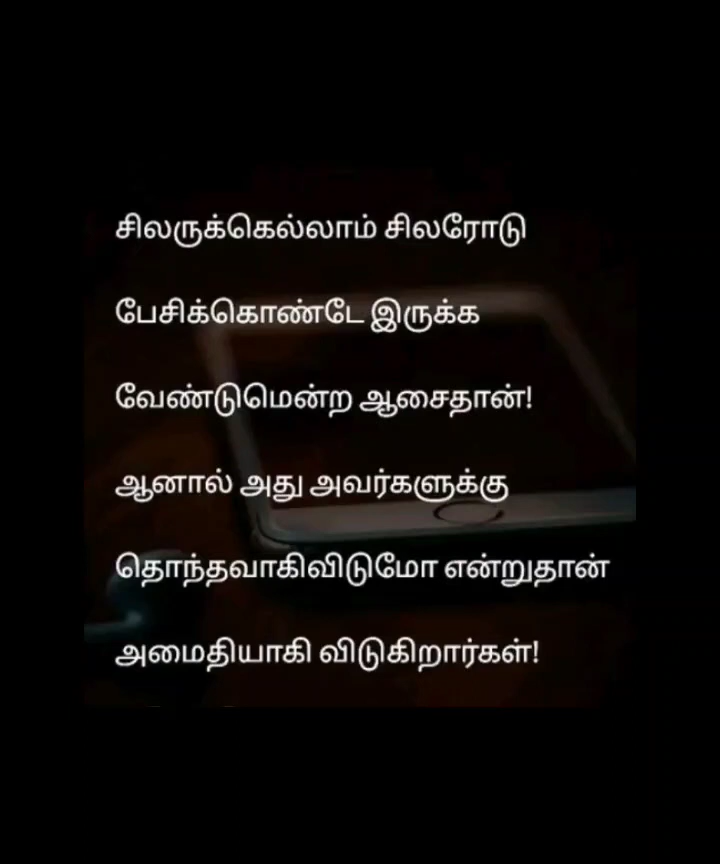 சிலருக்கெல்லாம் சிலரோடு
பேசிக்கொண்டே இருக்க
வேண்டுமென்ற ஆசைதான்!
ஆனால் அது அவர்களுக்கு
தொந்தவாகிவிடுமோ என்றுதான்
அமைதியாகி விடுகிறார்கள்!